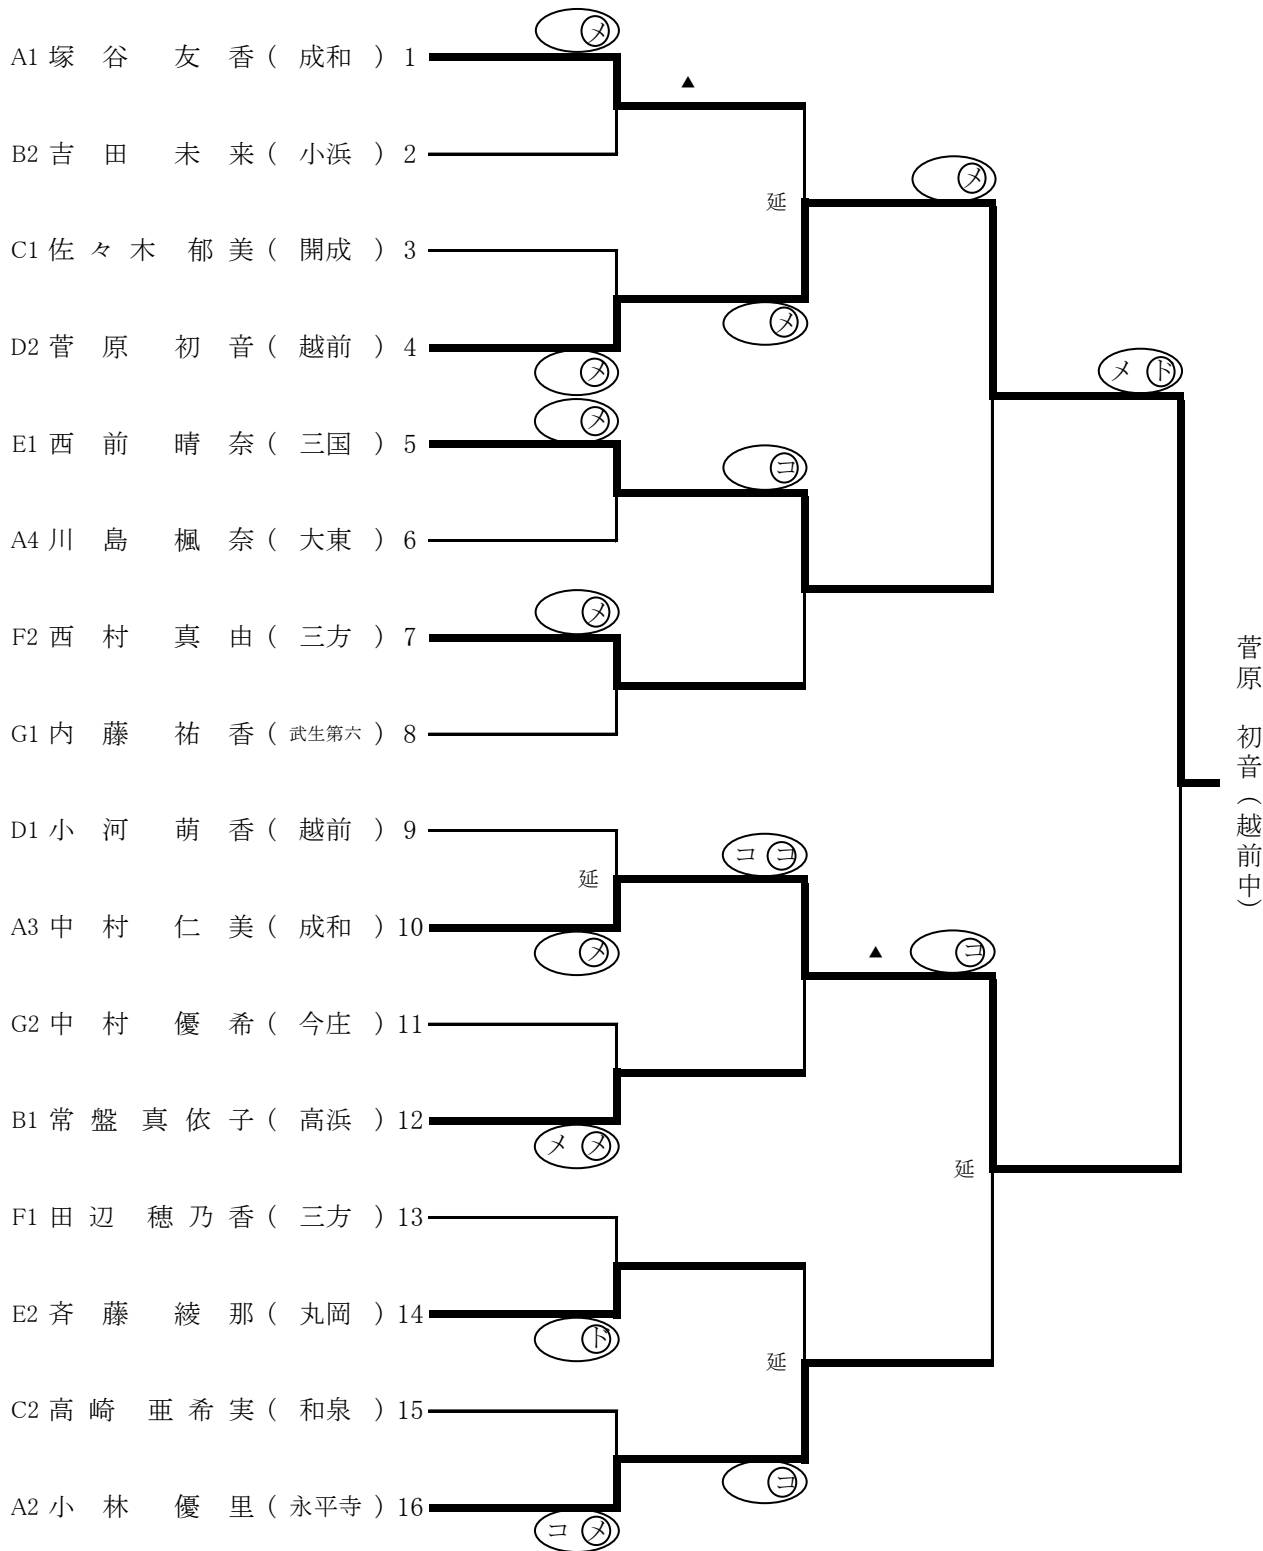 メ
A1 塚谷 友香 ( 成和 ) 1
▲
B2 吉田 未来 ( 小浜 ) 2
メ
延
C1 佐々木 郁美 ( 開成 ) 3
メ
D2 菅原 初音 ( 越前 ) 4
メ
メ ド
メ
E1 西前 晴奈 ( 三国 ) 5
コ
A4 川島 楓奈 ( 大東 ) 6
メ
F2 西村 真由 ( 三方 ) 7
G1 内藤 祐香 ( 武生第六 ) 8
菅原 初音(越前中)
D1 小河 萌香 ( 越前 ) 9
コ コ
延
A3 中村 仁美 ( 成和 ) 10
メ
▲
コ
G2 中村 優希 ( 今庄 ) 11
B1 常盤 真依子 ( 高浜 ) 12
メ メ
延
F1 田辺 穂乃香 ( 三方 ) 13
E2 斉藤 綾那 ( 丸岡 ) 14
ド
延
C2 高崎 亜希実 ( 和泉 ) 15
コ
A2 小林 優里 ( 永平寺 ) 16
コ メ